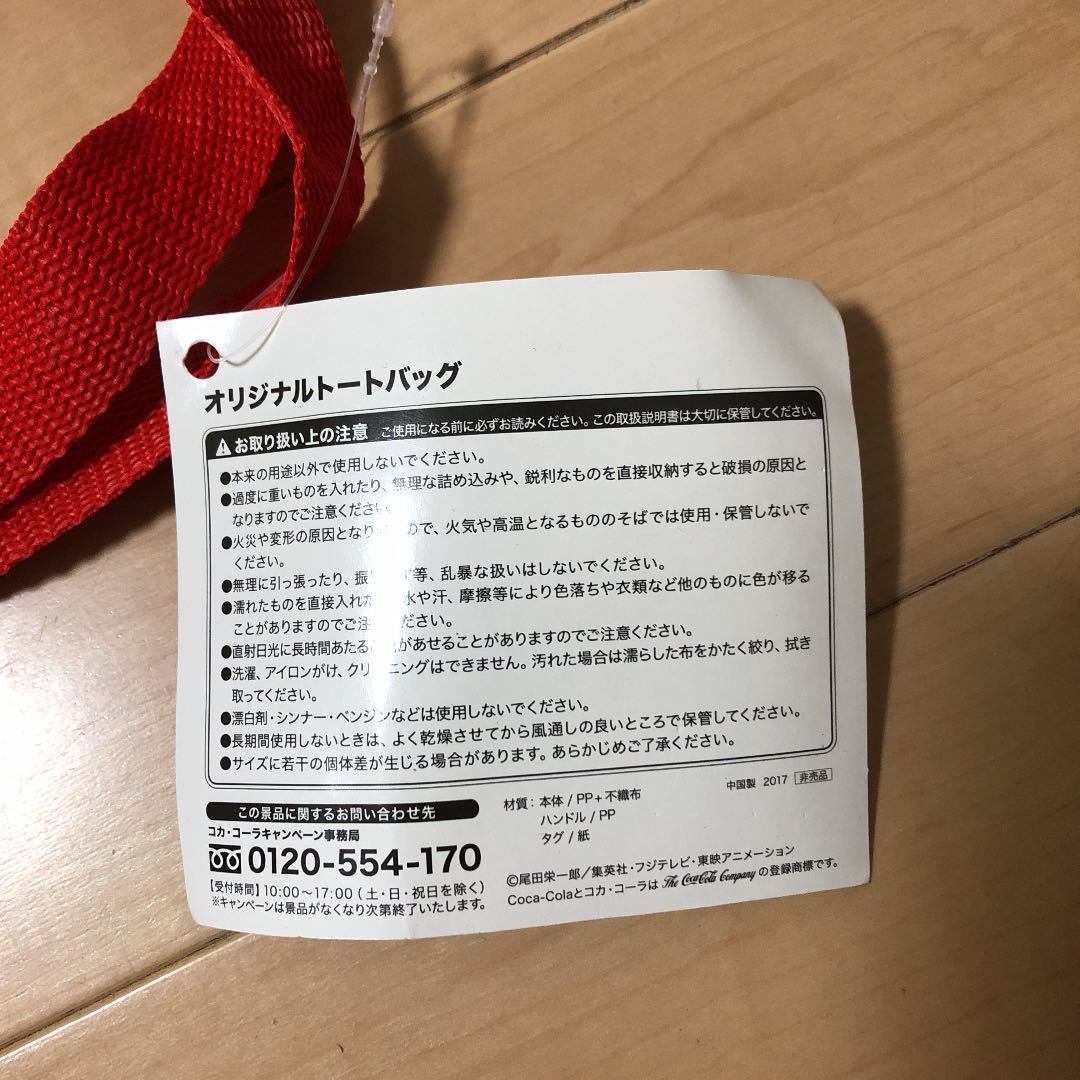 オリジナルトートバッグ
お取り扱い上の注意 ご使用になる前に必ずお読みください。この取扱説明書は大切に保管してください。
●本来の用途以外で使用しないでください。
●過度に重いものを入れたり、無理な詰め込みや、鋭利なものを直接収納すると破損の原因と
なりますのでご注意ください。
●火災や変形の原因となり ので、火気や高温となるもののそばでは使用・保管しないで
ください。
●無理に引っ張ったり、振 等、乱暴な扱いはしないでください。
●濡れたものを直接入れた 水や汗、摩擦等により色落ちや衣類など他のものに色が移る
ことがありますのでご注 ださい。
●直射日光に長時間あたる があせることがありますのでご注意ください。
●洗濯、アイロンがけ、クリーニングはできません。汚れた場合は濡らした布をかたく絞り、拭き
取ってください。
●漂白剤・シンナー・ベンジンなどは使用しないでください。
●長期間使用しないときは、よく乾燥させてから風通しの良いところで保管してください。
●サイズに若干の個体差が生じる場合があります。あらかじめご了承ください。
この景品に関するお問い合わせ先
コカ・コーラキャンペーン事務局
0120-554-170
【受付時間】10:00〜17:00(土・日・祝日を除く)
※キャンペーンは景品がなくなり次第終了いたします。
材質:本体/PP+不織布
ハンドル/PP
タグ/紙
中国製 2017 非売品
©尾田栄一郎/集英社・フジテレビ・東映アニメーション
Coca-Colaとコカ・コーラは The Coca-Cola Company の登録商標です。